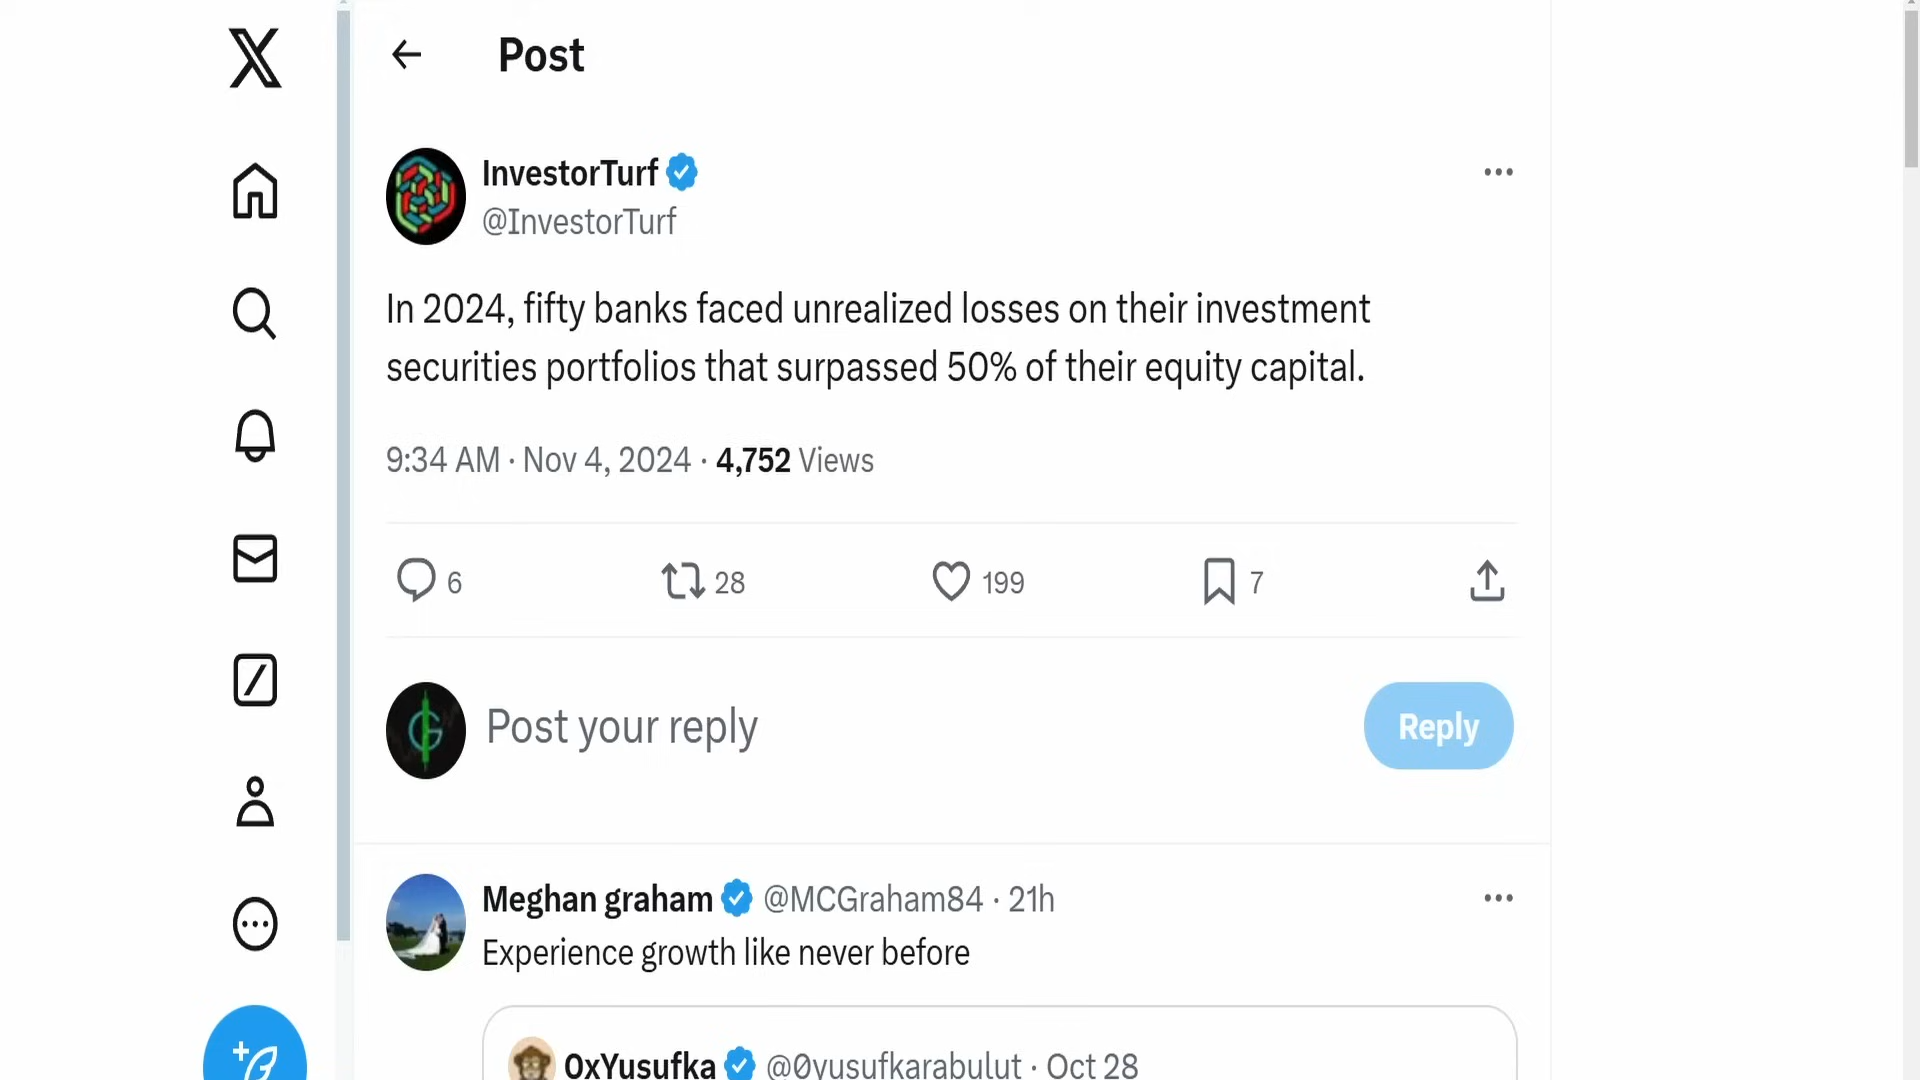 Post
InvestorTurf
@InvestorTurf
In 2024, fifty banks faced unrealized losses on their investment
securities portfolios that surpassed 50% of their equity capital.
9:34 AM · Nov 4, 2024 · 4,752 Views
6 28 199 7
Post your reply
Reply
Meghan graham @MCGraham84 · 21h
Experience growth like never before
0xYusufka @0yusufkarabulut · Oct 28